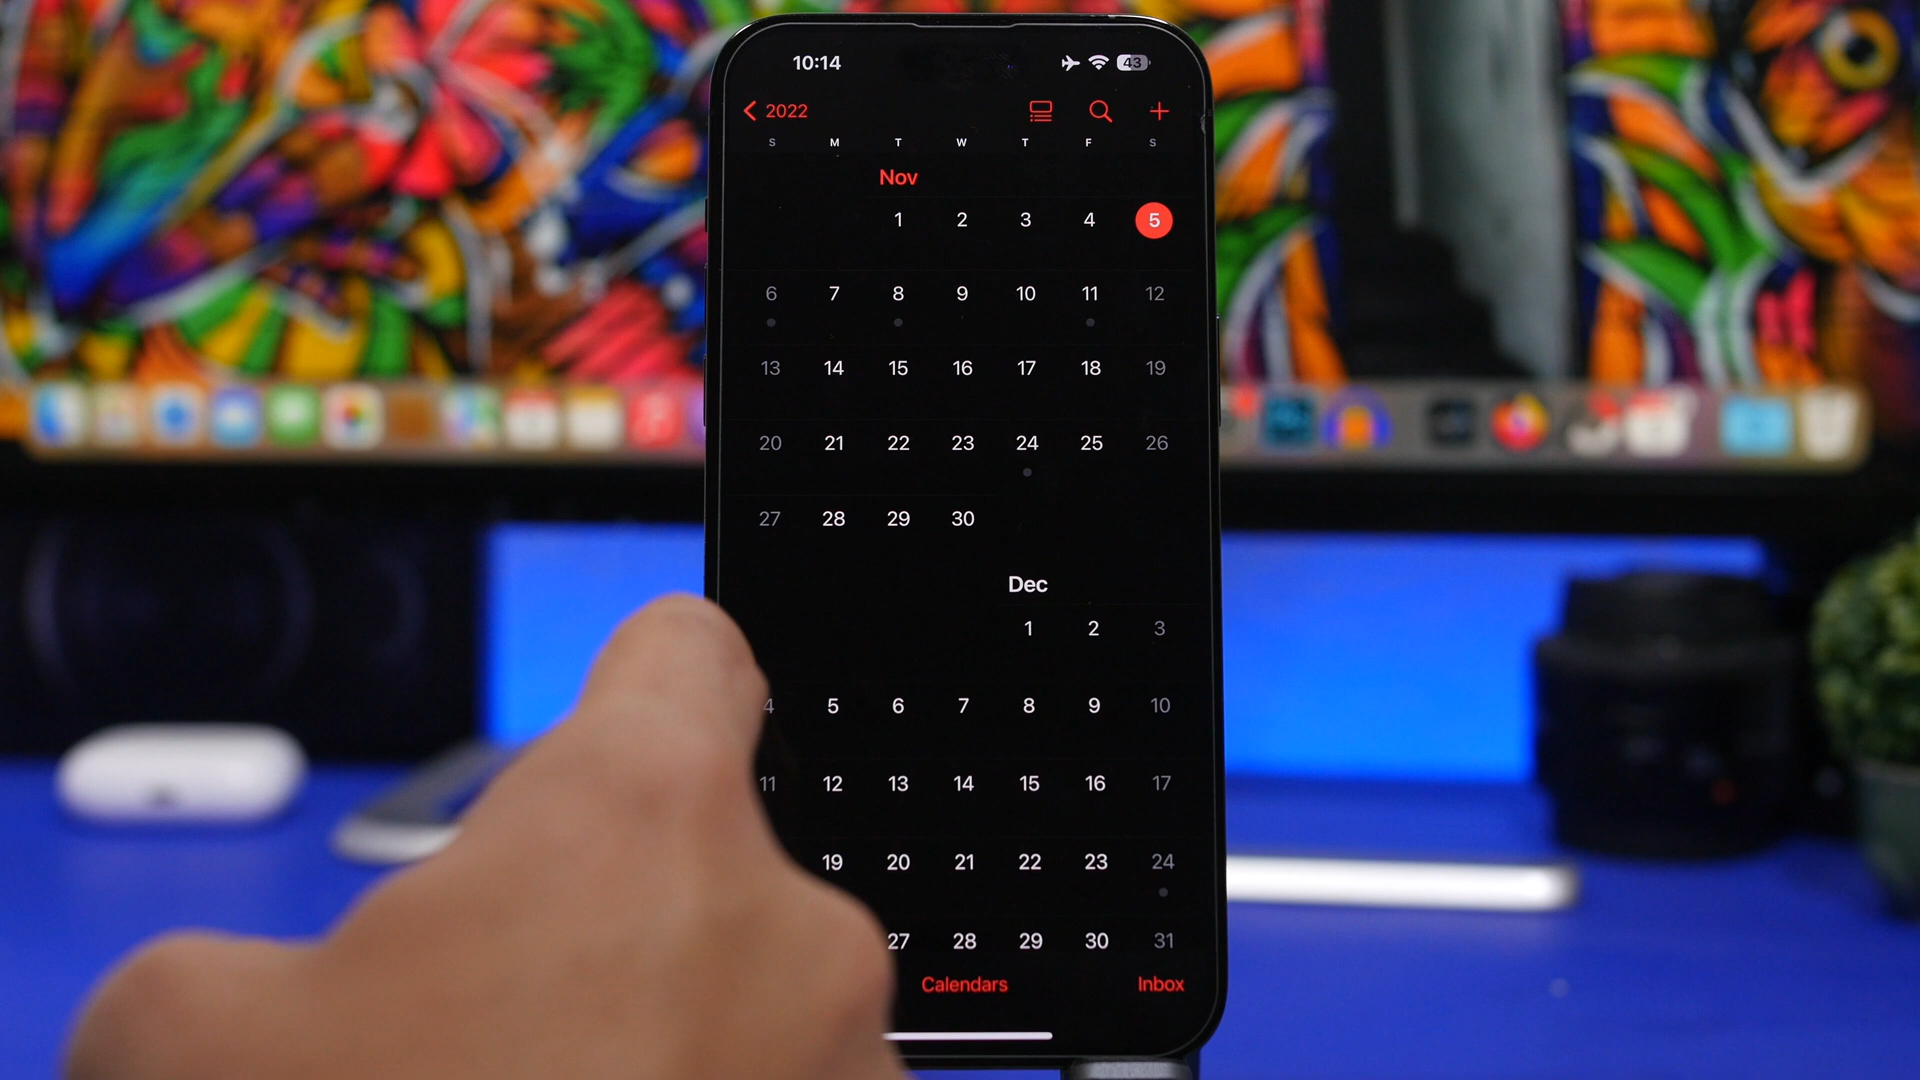 10:14 43
2022
S M T W T F S
Nov
1 2 3 4 5
6 7 8 9 10 11 12
13 14 15 16 17 18 19
20 21 22 23 24 25 26
27 28 29 30
Dec
1 2 3
4 5 6 7 8 9 10
11 12 13 14 15 16 17
19 20 21 22 23 24
27 28 29 30 31
Calendars Inbox